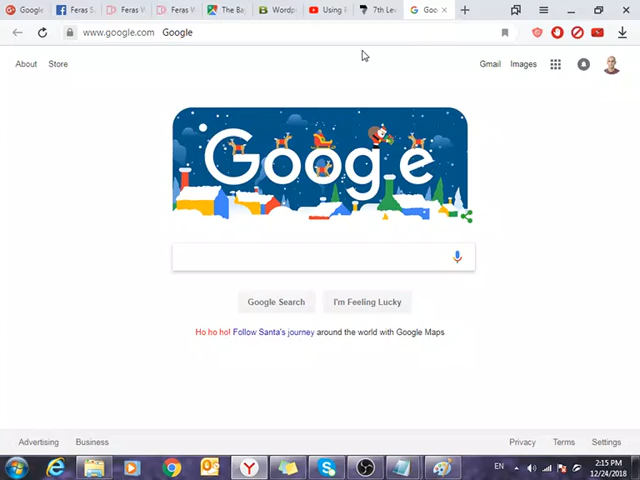 Google
Feras S
Feras W
Feras W
The Ba
Wordp
Using
7th Lev
Goo
www.google.com Google
About
Store
Gmail
Images
Google
Google Search
I'm Feeling Lucky
Ho ho ho! Follow Santa's journey around the world with Google Maps
Advertising
Business
Privacy
Terms
Settings
EN
2:15 PM
12/24/2018